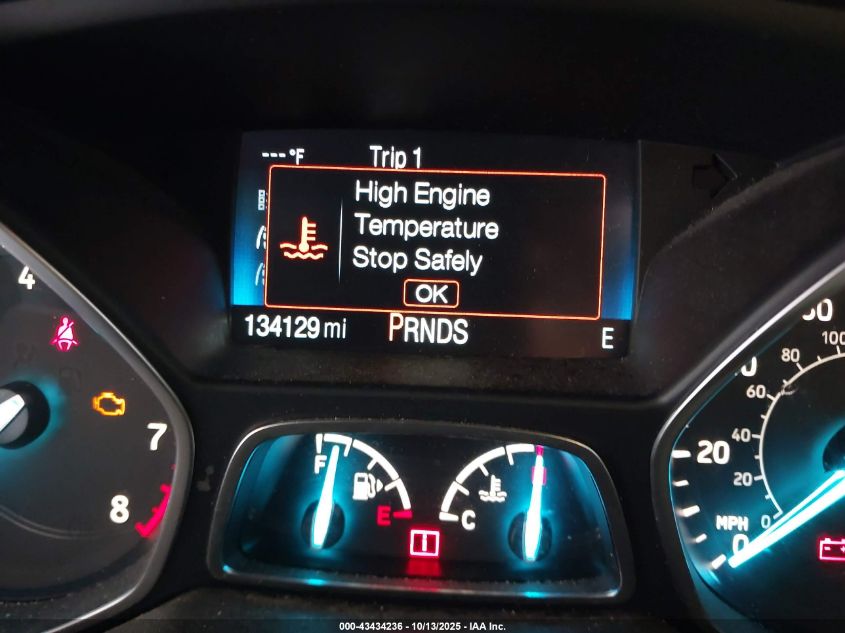 ---°F Trip 1
High Engine
Temperature
Stop Safely
OK
134129 mi PRNDS E
4
7
8
F
E
C
20
0
MPH
0
20
40
60
80
100
000-43434236 - 10/13/2025 - IAA Inc.